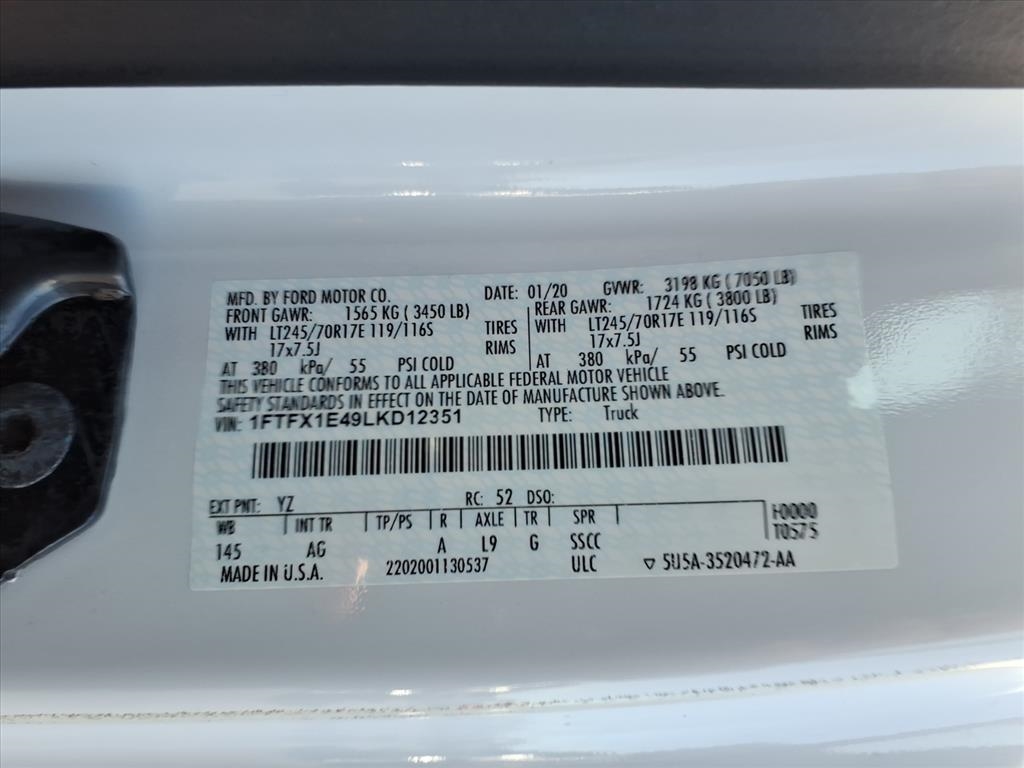 MFD. BY FORD MOTOR CO. DATE: 01/20 GVWR: 3198 KG ( 7050 LB)
FRONT GAWR: 1565 KG ( 3450 LB) REAR GAWR: 1724 KG ( 3800 LB)
WITH LT245/70R17E 119/116S TIRES WITH LT245/70R17E 119/116S TIRES
17x7.5J RIMS 17x7.5J RIMS
AT 380 kPa/ 55 PSI COLD AT 380 kPa/ 55 PSI COLD
THIS VEHICLE CONFORMS TO ALL APPLICABLE FEDERAL MOTOR VEHICLE
SAFETY STANDARDS IN EFFECT ON THE DATE OF MANUFACTURE SHOWN ABOVE.
VIN: 1FTFX1E49LKD12351 TYPE: Truck
EXT PNT: YZ RC: 52 DSO:
WB INT TR TP/PS R AXLE TR SPR H0000
T0575
145 AG A L9 G SSCC
MADE IN U.S.A. 2202001130537 ULC ▽ 5U5A-3520472-AA